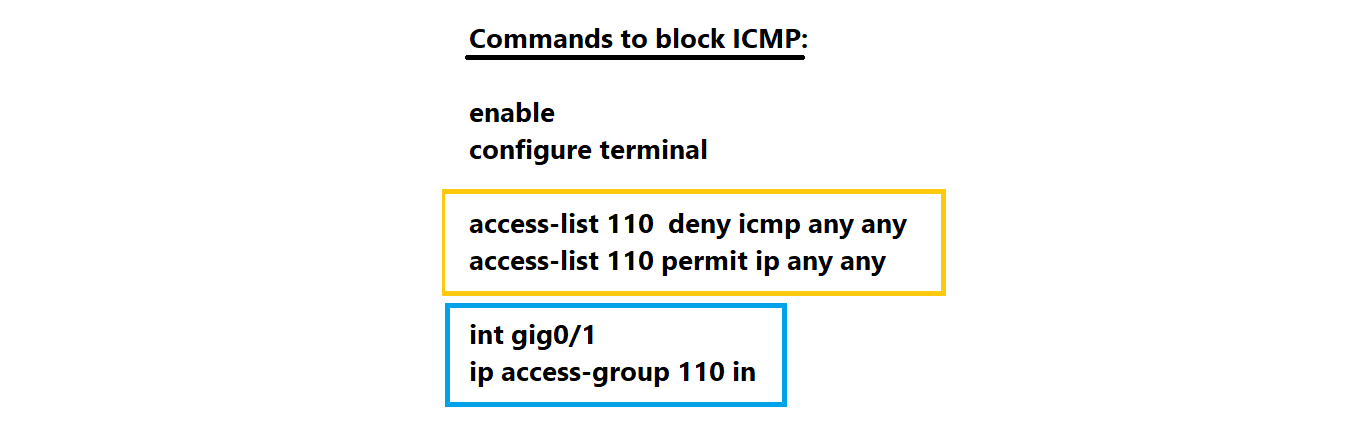 Commands to block ICMP:
enable
configure terminal
access-list 110  deny icmp any any
access-list 110 permit ip any any
int gig0/1
ip access-group 110 in